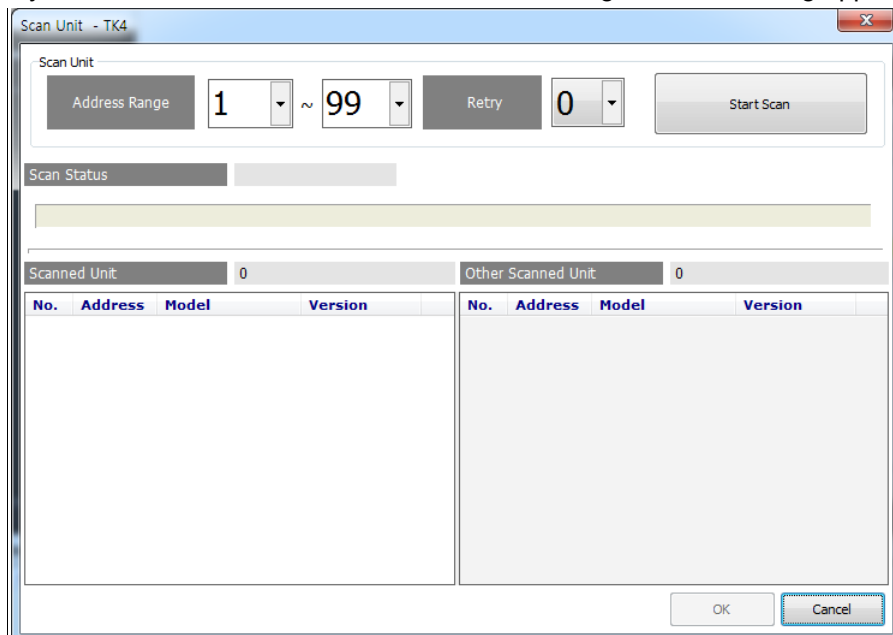 Scan Unit - TK4
Scan Unit
Address Range 1 ~ 99 Retry 0 Start Scan
Scan Status
Scanned Unit 0 Other Scanned Unit 0
No. Address Model Version No. Address Model Version
OK Cancel